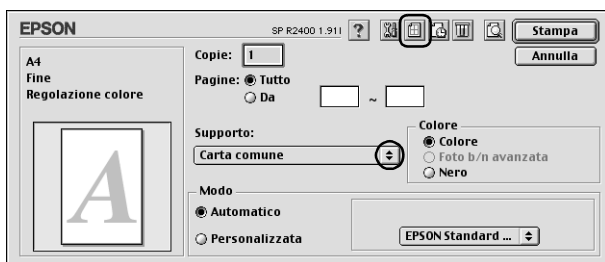 EPSON
SP R2400 1.91I
?
Stampa
Annulla
A4
Fine
Regolazione colore
A
Copie: 1
Pagine: Tutto
Da ~
Supporto:
Carta comune
Colore
Colore
Foto b/n avanzata
Nero
Modo
Automatico
Personalizzata
EPSON Standard ...